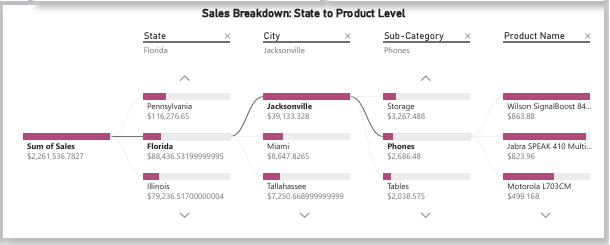 Sales Breakdown: State to Product Level
State
Florida
City
Jacksonville
Sub-Category
Phones
Product Name
Sum of Sales
$2,261,536.7827
Pennsylvania
$116,276.65
Florida
$88,436.53199999995
Illinois
$79,236.51700000004
Jacksonville
$39,133.328
Miami
$8,647.8265
Tallahassee
$7,250.668999999999
Storage
$3,267.488
Phones
$2,686.48
Tables
$2,038.575
Wilson SignalBoost 84...
$863.88
Jabra SPEAK 410 Multi...
$823.96
Motorola L703CM
$499.168